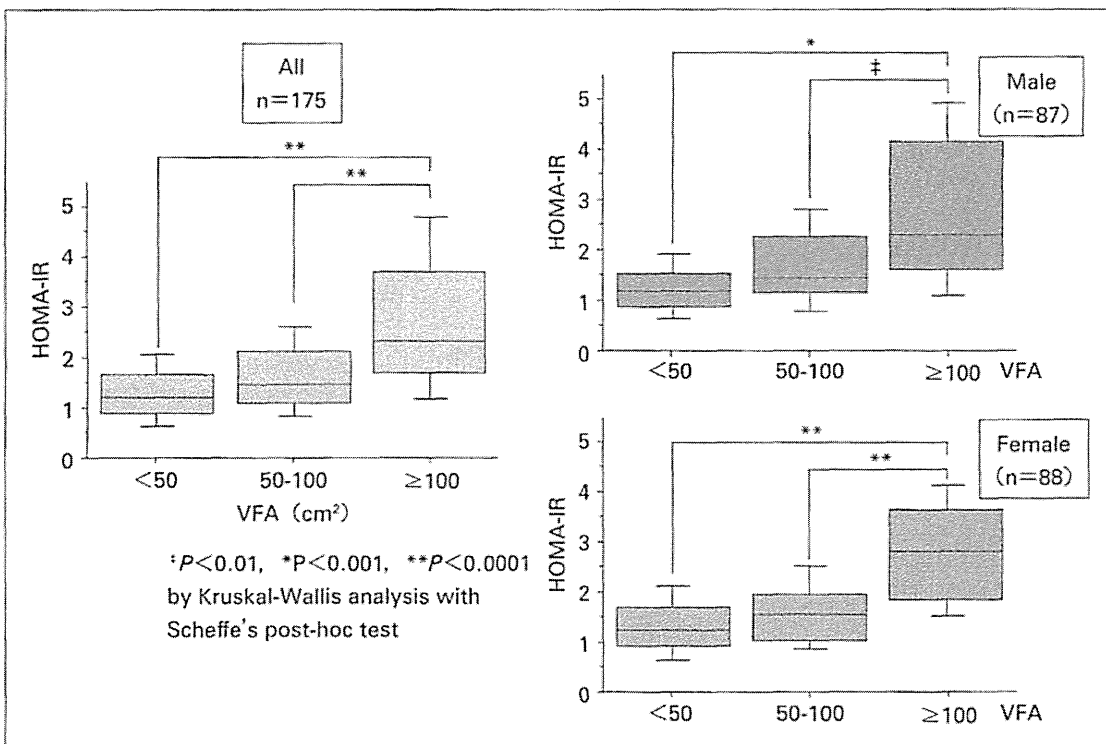 All
n=175
**
**
HOMA-IR
5
4
3
2
1
0
<50
50-100
≥100
VFA (cm²)
‡P<0.01, *P<0.001, **P<0.0001
by Kruskal-Wallis analysis with
Scheffe's post-hoc test
Male
(n=87)
*
‡
HOMA-IR
5
4
3
2
1
0
<50
50-100
≥100
VFA
Female
(n=88)
**
**
HOMA-IR
5
4
3
2
1
0
<50
50-100
≥100
VFA